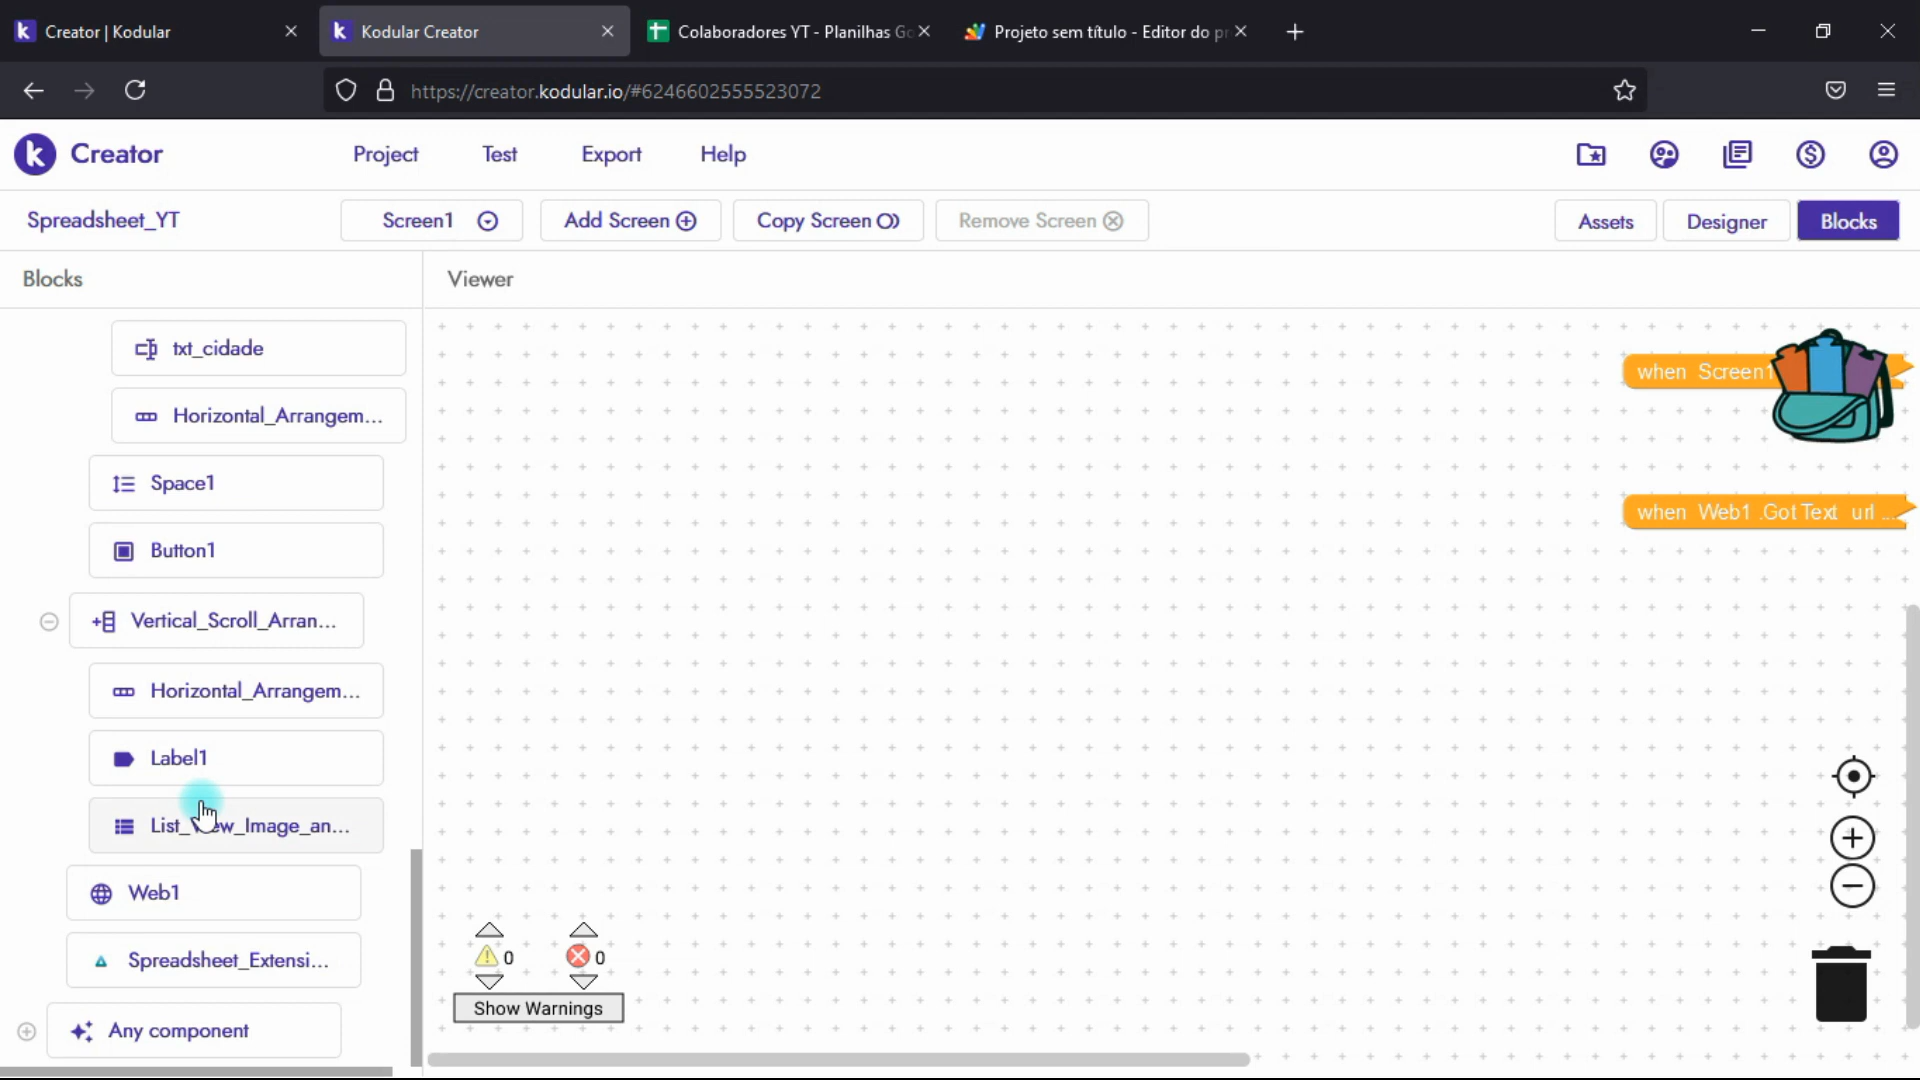 Creator | Kodular
Kodular Creator
Colaboradores YT - Planilhas Go
Projeto sem título - Editor do pr
https://creator.kodular.io/#6246602555523072
Creator
Project
Test
Export
Help
Spreadsheet_YT
Screen1
Add Screen
Copy Screen
Remove Screen
Assets
Designer
Blocks
Blocks
Viewer
txt_cidade
Horizontal_Arrangem...
Space1
Button1
Vertical_Scroll_Arran...
Horizontal_Arrangem...
Label1
List_View_Image_an...
Web1
Spreadsheet_Extensi...
Any component
when Screen1
when Web1 .Got Text url ...
0
0
Show Warnings